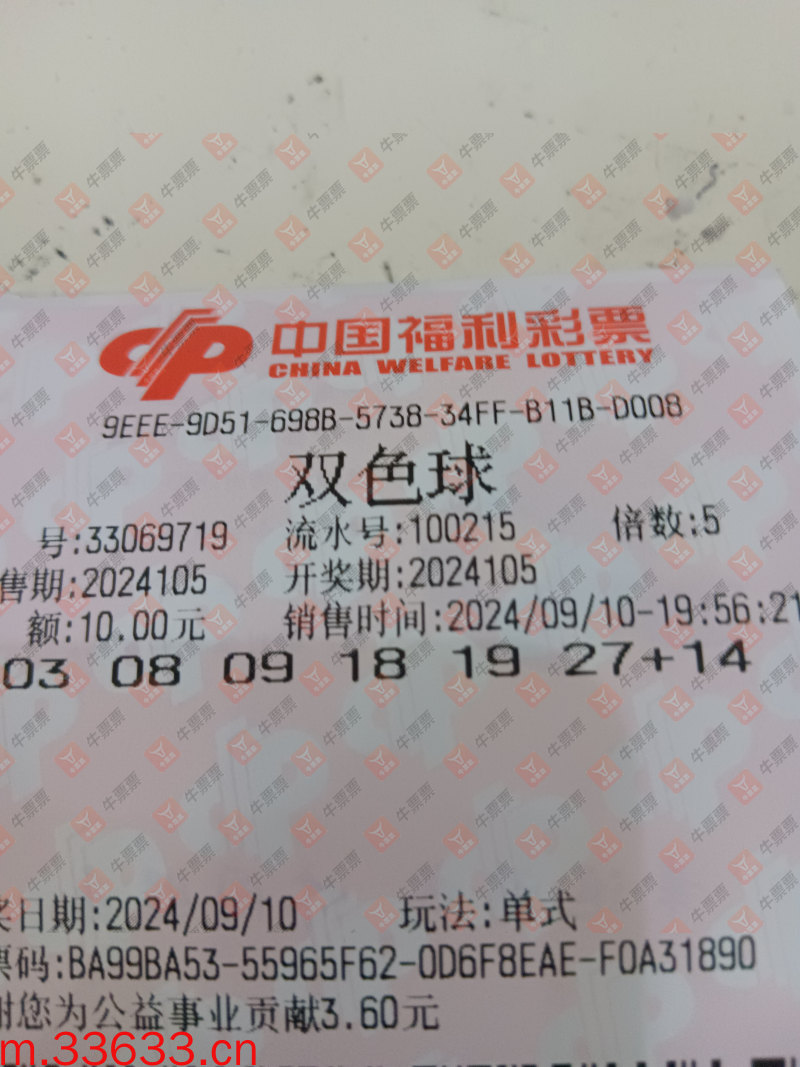 中国福利彩票
CHINA WELFARE LOTTERY
9EEE-9D51-698B-5738-34FF-B11B-D008
双色球
号:33069719 流水号:100215 倍数:5
售期:2024105 开奖期:2024105
额:10.00元 销售时间:2024/09/10-19:56:21
03 08 09 18 19 27+14
奖日期:2024/09/10 玩法:单式
票码:BA99BA53-55965F62-0D6F8EAE-F0A31890
谢您为公益事业贡献3.60元
m.33633.cn
牛票票